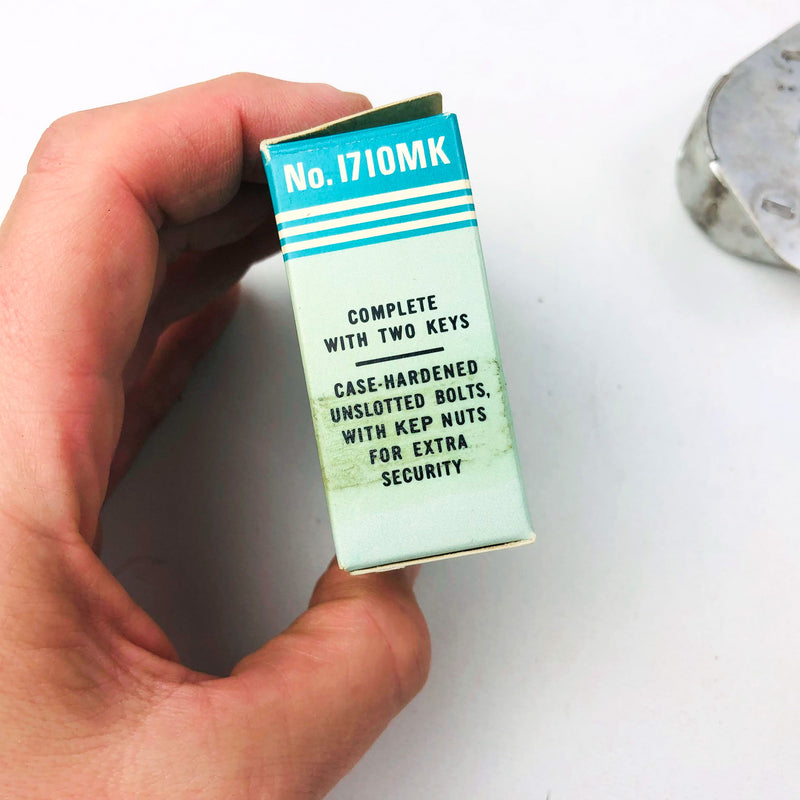 No. 1710MK
COMPLETE
WITH TWO KEYS
CASE-HARDENED
UNSLOTTED BOLTS,
WITH KEP NUTS
FOR EXTRA
SECURITY